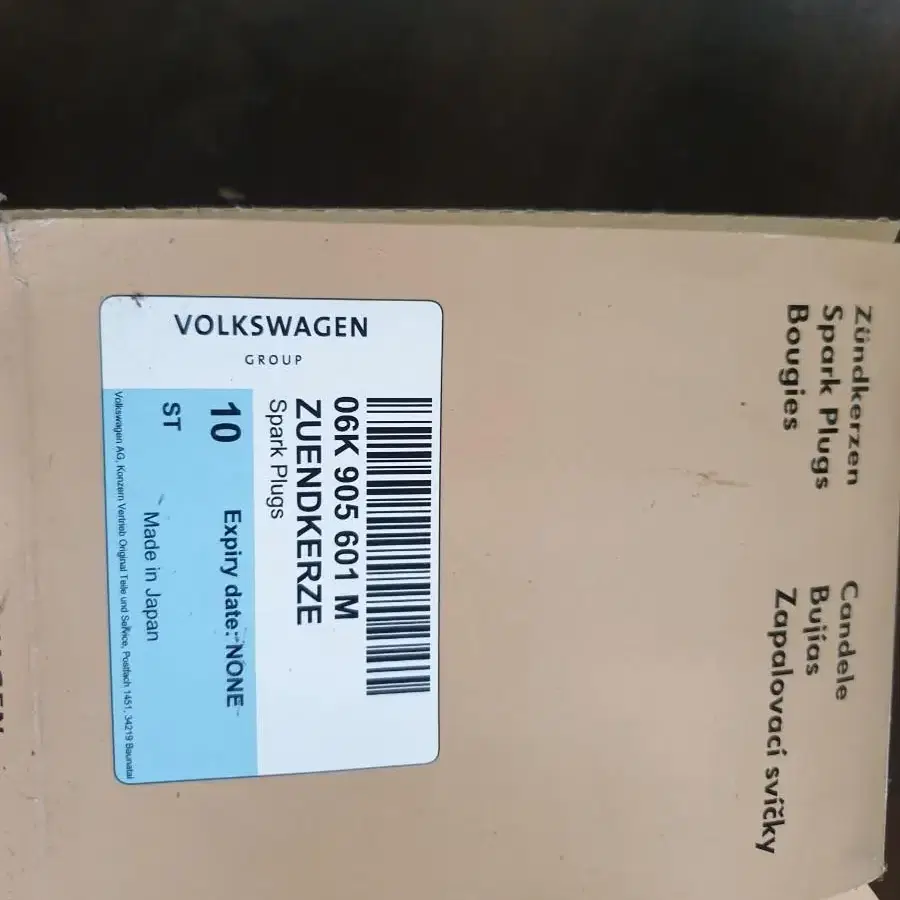 VOLKSWAGEN
GROUP
06K 905 601 M
ZUENDKERZE
Spark Plugs
10
Expiry date: NONE
ST
Made in Japan
Volkswagen AG, Konzern Vertrieb Original Teile und Service, Postfach 1451, 34219 Baunatal
Zündkerzen
Spark Plugs
Bougies
Candele
Bujías
Zapalovací svíčky